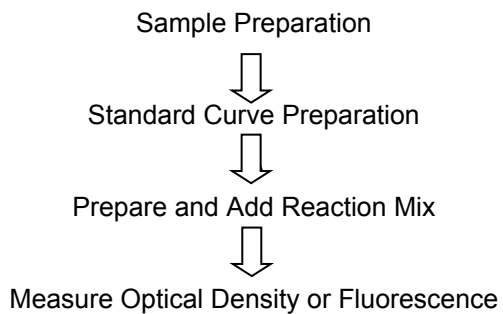 Sample Preparation
Standard Curve Preparation
Prepare and Add Reaction Mix
Measure Optical Density or Fluorescence